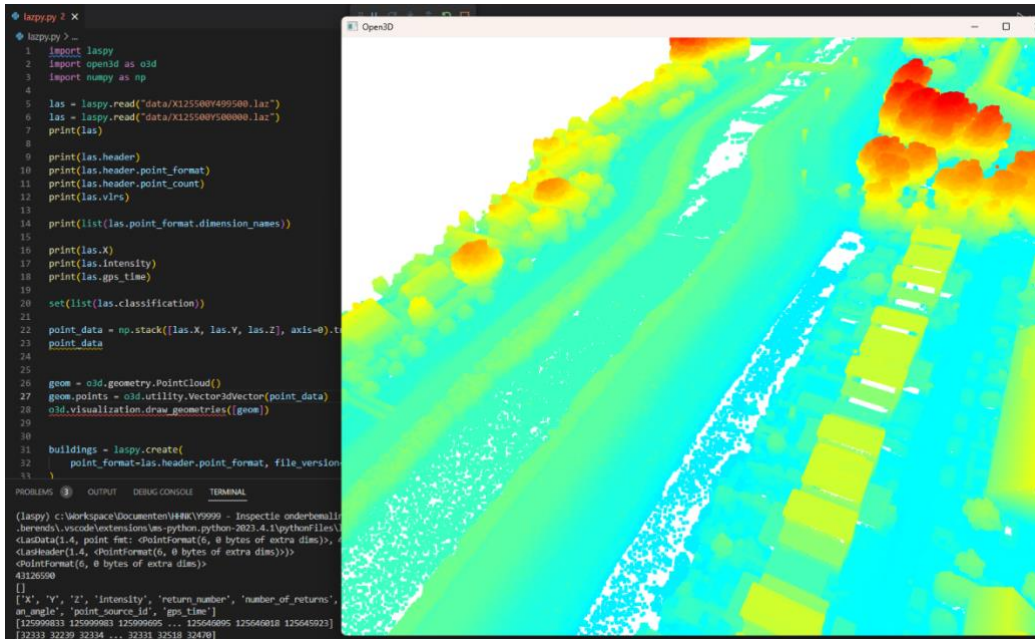 lazpy.py 2 ×
lazpy.py > ...
1 import laspy
2 import open3d as o3d
3 import numpy as np
4
5 las = laspy.read("data/X125500Y499500.laz")
6 las = laspy.read("data/X125500Y500000.laz")
7 print(las)
8
9 print(las.header)
10 print(las.header.point_format)
11 print(las.header.point_count)
12 print(las.vlrs)
13
14 print(list(las.point_format.dimension_names))
15
16 print(las.X)
17 print(las.intensity)
18 print(las.gps_time)
19
20 set(list(las.classification))
21
22 point_data = np.stack([las.X, las.Y, las.Z], axis=0).t
23 point_data
24
25
26 geom = o3d.geometry.PointCloud()
27 geom.points = o3d.utility.Vector3dVector(point_data)
28 o3d.visualization.draw_geometries([geom])
29
30
31 buildings = laspy.create(
32 point_format=las.header.point_format, file_version=
33 )
PROBLEMS 3 OUTPUT DEBUG CONSOLE TERMINAL
(laspy) c:\Workspace\Documenten\HHNK\Y9999 - Inspectie onderbemalin
.berends\.vscode\extensions\ms-python.python-2023.4.1\pythonFiles\
<LasData(1.4, point fmt: <PointFormat(6, 0 bytes of extra dims)>, 4
<LasHeader(1.4, <PointFormat(6, 0 bytes of extra dims)>)>
<PointFormat(6, 0 bytes of extra dims)>
43126590
[]
['X', 'Y', 'Z', 'intensity', 'return_number', 'number_of_returns',
an_angle', 'point_source_id', 'gps_time']
[125999833 125999983 125999695 ... 125646095 125646018 125645923]
[32333 32239 32334 ... 32331 32518 32470]
Open3D